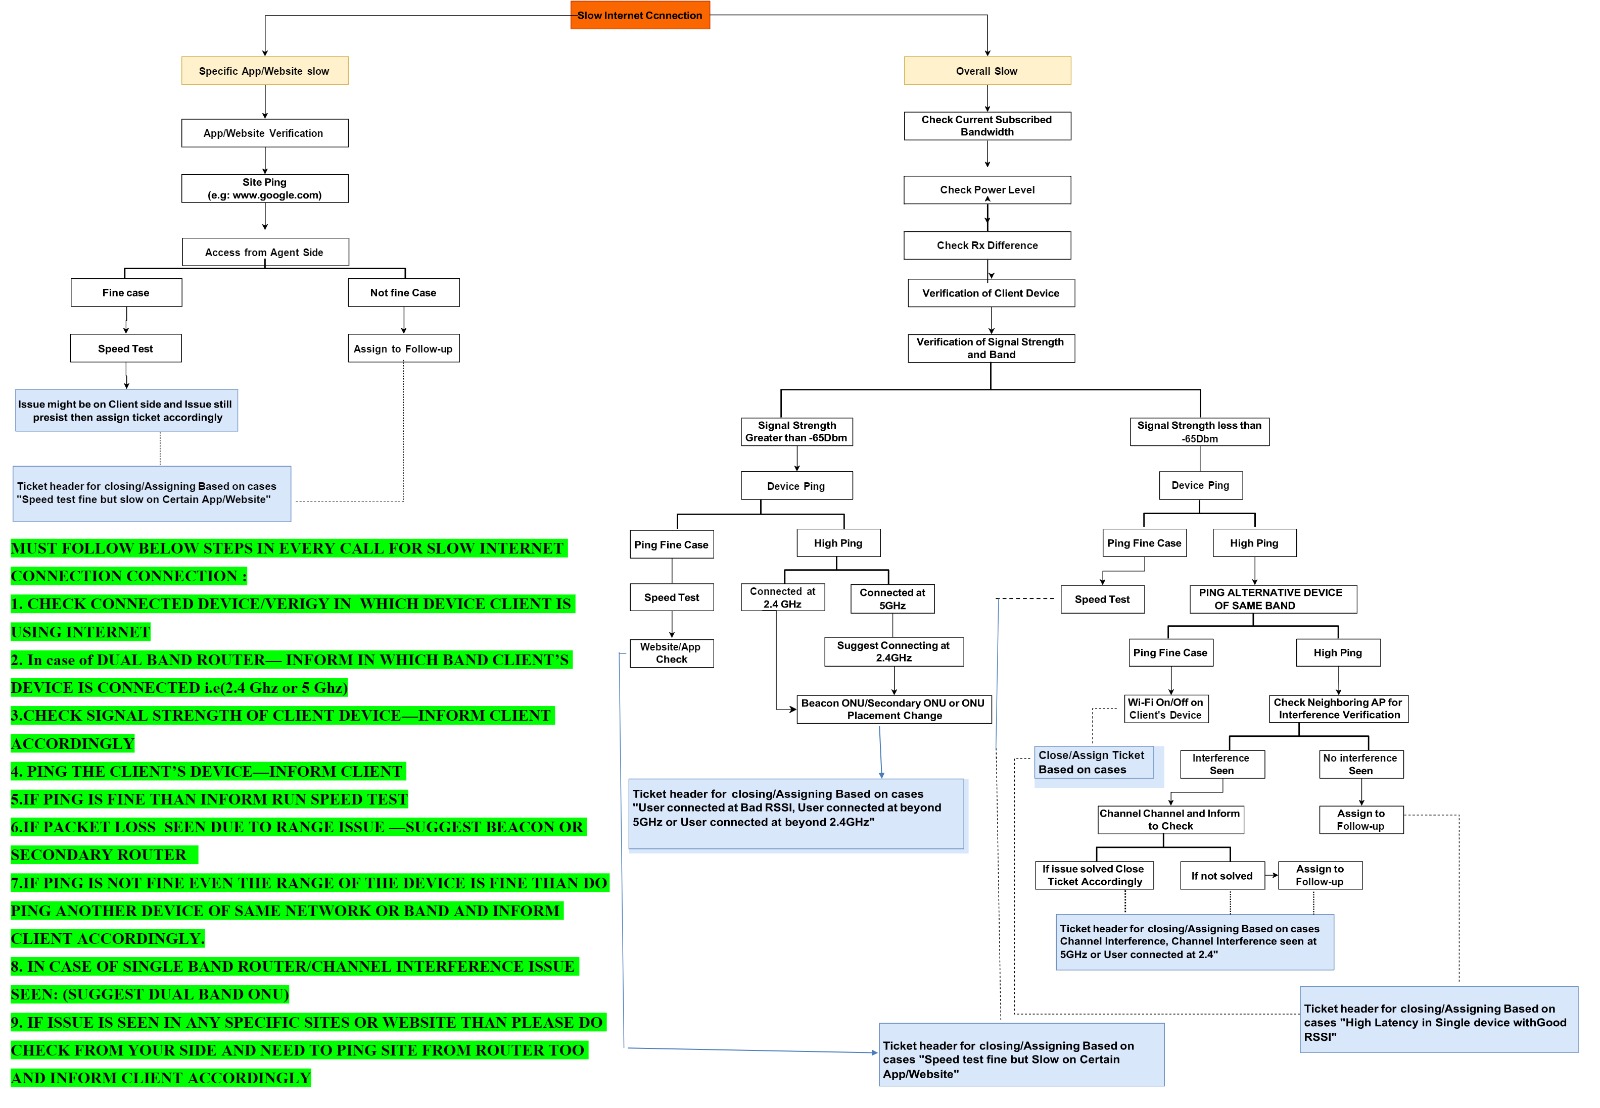 Slow Internet Ccnnection
Specific App/Website slow
App/Website Verification
Site Ping
(e.g: www.google.com)
Access from Agent Side
Fine case
Not fine Case
Speed Test
Assign to Follow-up
Issue might be on Client side and Issue still
presist then assign ticket accordingly
Ticket header for closing/Assigning Based on cases
"Speed test fine but slow on Certain App/Website"
Overall Slow
Check Current Subscribed
Bandwidth
Check Power Level
Check Rx Difference
Verification of Client Device
Verification of Signal Strength
and Band
Signal Strength
Greater than -65Dbm
Device Ping
Ping Fine Case
High Ping
Speed Test
Website/App
Check
Connected at
2.4 GHz
Connected at
5GHz
Suggest Connecting at
2.4GHz
Beacon ONU/Secondary ONU or ONU
Placement Change
Ticket header for closing/Assigning Based on cases
"User connected at Bad RSSI, User connected at beyond
5GHz or User connected at beyond 2.4GHz"
Signal Strength less than
-65Dbm
Device Ping
Ping Fine Case
High Ping
Speed Test
PING ALTERNATIVE DEVICE
OF SAME BAND
Ping Fine Case
High Ping
Wi-Fi On/Off on
Client's Device
Check Neighboring AP for
Interference Verification
Close/Assign Ticket
Based on cases
Interference
Seen
No interference
Seen
Channel Channel and Inform
to Check
Assign to
Follow-up
If issue solved Close
Ticket Accordingly
If not solved
Assign to
Follow-up
Ticket header for closing/Assigning Based on cases
Channel Interference, Channel Interference seen at
5GHz or User connected at 2.4"
Ticket header for closing/Assigning Based on
cases "High Latency in Single device withGood
RSSI"
Ticket header for closing/Assigning Based on
cases "Speed test fine but Slow on Certain
App/Website"
MUST FOLLOW BELOW STEPS IN EVERY CALL FOR SLOW INTERNET
CONNECTION CONNECTION :
1. CHECK CONNECTED DEVICE/VERIGY IN WHICH DEVICE CLIENT IS
USING INTERNET
2. In case of DUAL BAND ROUTER— INFORM IN WHICH BAND CLIENT'S
DEVICE IS CONNECTED i.e(2.4 Ghz or 5 Ghz)
3.CHECK SIGNAL STRENGTH OF CLIENT DEVICE—INFORM CLIENT
ACCORDINGLY
4. PING THE CLIENT'S DEVICE—INFORM CLIENT
5.IF PING IS FINE THAN INFORM RUN SPEED TEST
6.IF PACKET LOSS SEEN DUE TO RANGE ISSUE —SUGGEST BEACON OR
SECONDARY ROUTER
7.IF PING IS NOT FINE EVEN THE RANGE OF THE DEVICE IS FINE THAN DO
PING ANOTHER DEVICE OF SAME NETWORK OR BAND AND INFORM
CLIENT ACCORDINGLY.
8. IN CASE OF SINGLE BAND ROUTER/CHANNEL INTERFERENCE ISSUE
SEEN: (SUGGEST DUAL BAND ONU)
9. IF ISSUE IS SEEN IN ANY SPECIFIC SITES OR WEBSITE THAN PLEASE DO
CHECK FROM YOUR SIDE AND NEED TO PING SITE FROM ROUTER TOO
AND INFORM CLIENT ACCORDINGLY